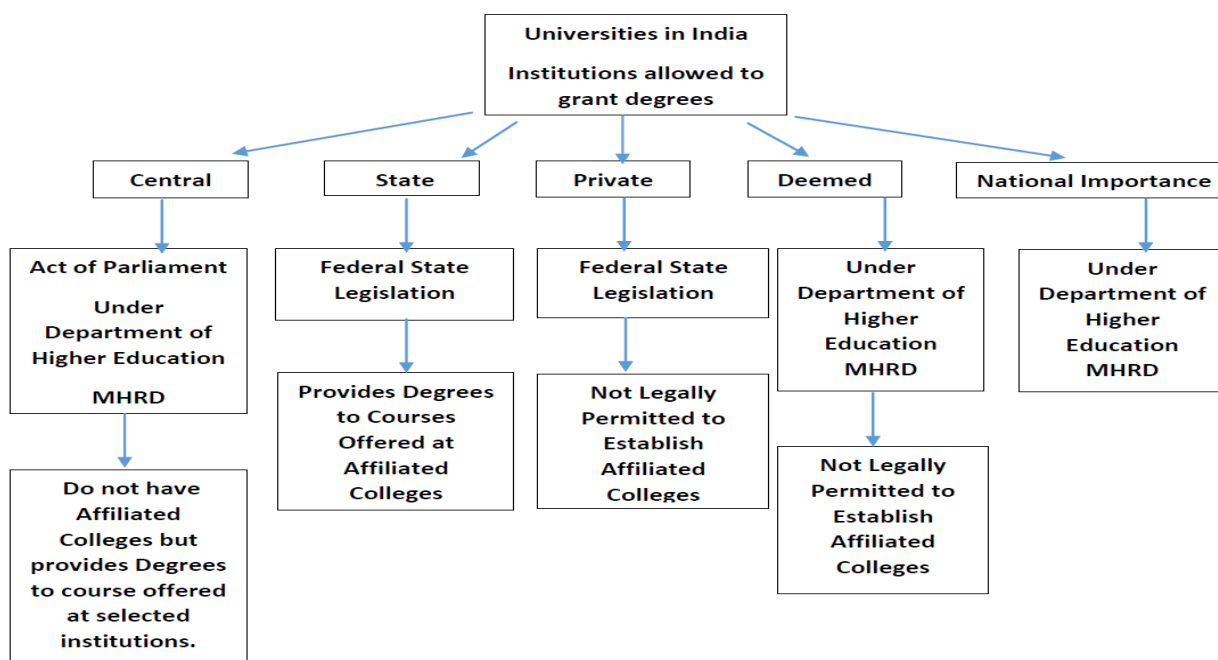 Universities in India
Institutions allowed to
grant degrees
Central
State
Private
Deemed
National Importance
Act of Parliament
Under
Department of
Higher Education
MHRD
Federal State
Legislation
Federal State
Legislation
Under
Department of
Higher
Education
MHRD
Under
Department of
Higher
Education
MHRD
Do not have
Affiliated
Colleges but
provides Degrees
to course offered
at selected
institutions.
Provides Degrees
to Courses
Offered at
Affiliated
Colleges
Not Legally
Permitted to
Establish
Affiliated
Colleges
Not Legally
Permitted to
Establish
Affiliated
Colleges